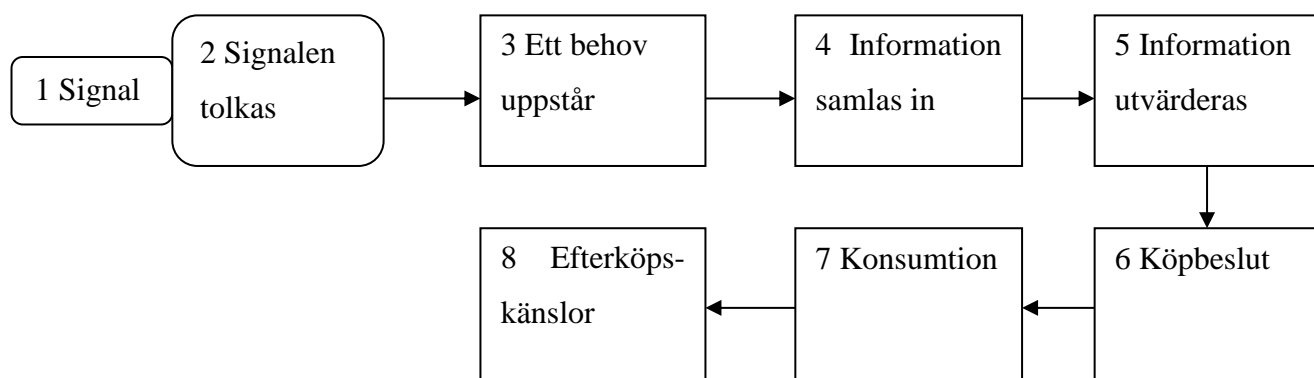 1 Signal
2 Signalen
tolkas
3 Ett behov
uppstår
4 Information
samlas in
5 Information
utvärderas
6 Köpbeslut
7 Konsumtion
8 Efterköps-
känslor